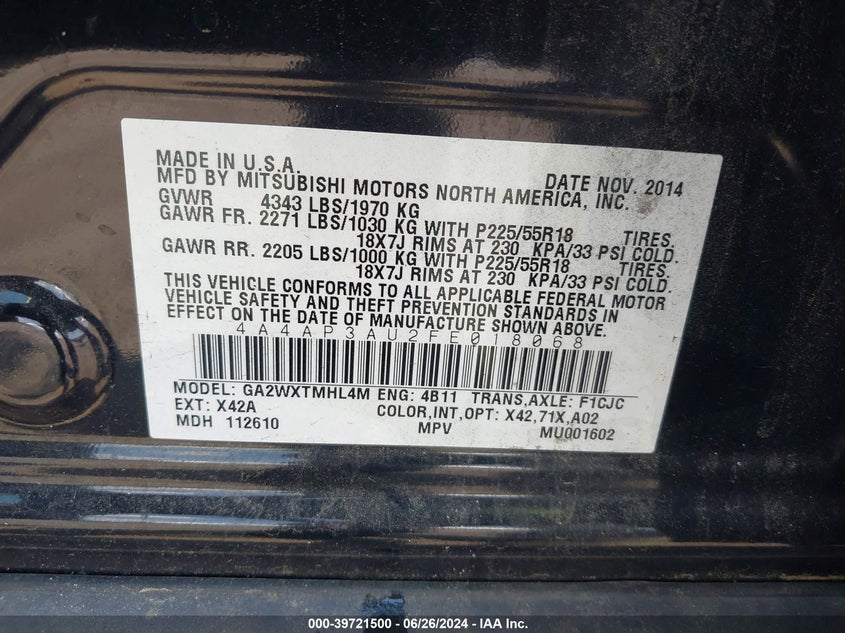 MADE IN U.S.A.
MFD BY MITSUBISHI MOTORS NORTH AMERICA, INC. DATE NOV. 2014
GVWR 4343 LBS/1970 KG
GAWR FR. 2271 LBS/1030 KG WITH P225/55R18 TIRES,
18X7J RIMS AT 230 KPA/33 PSI COLD.
GAWR RR. 2205 LBS/1000 KG WITH P225/55R18 TIRES,
18X7J RIMS AT 230 KPA/33 PSI COLD.
THIS VEHICLE CONFORMS TO ALL APPLICABLE FEDERAL MOTOR
VEHICLE SAFETY AND THEFT PREVENTION STANDARDS IN
EFFECT ON THE DATE OF MANUFACTURE SHOWN ABOVE.
4A4AP3AU2FE018068
MODEL: GA2WXTMHL4M ENG: 4B11 TRANS,AXLE: F1CJC
EXT: X42A COLOR,INT,OPT: X42,71X,A02
MDH 112610 MPV MU001602
000-39721500 / 06/26/2024 / IAA Inc.